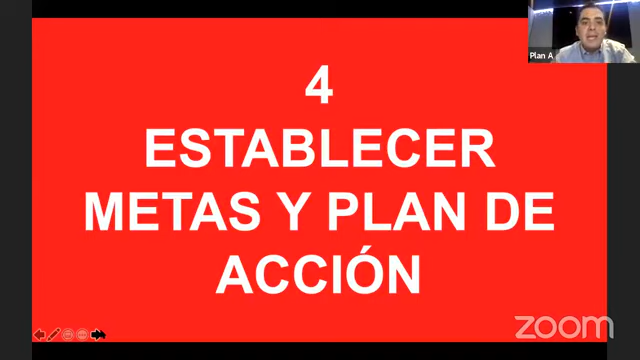 4
ESTABLECER
METAS Y PLAN DE
ACCIÓN
Plan A
zoom